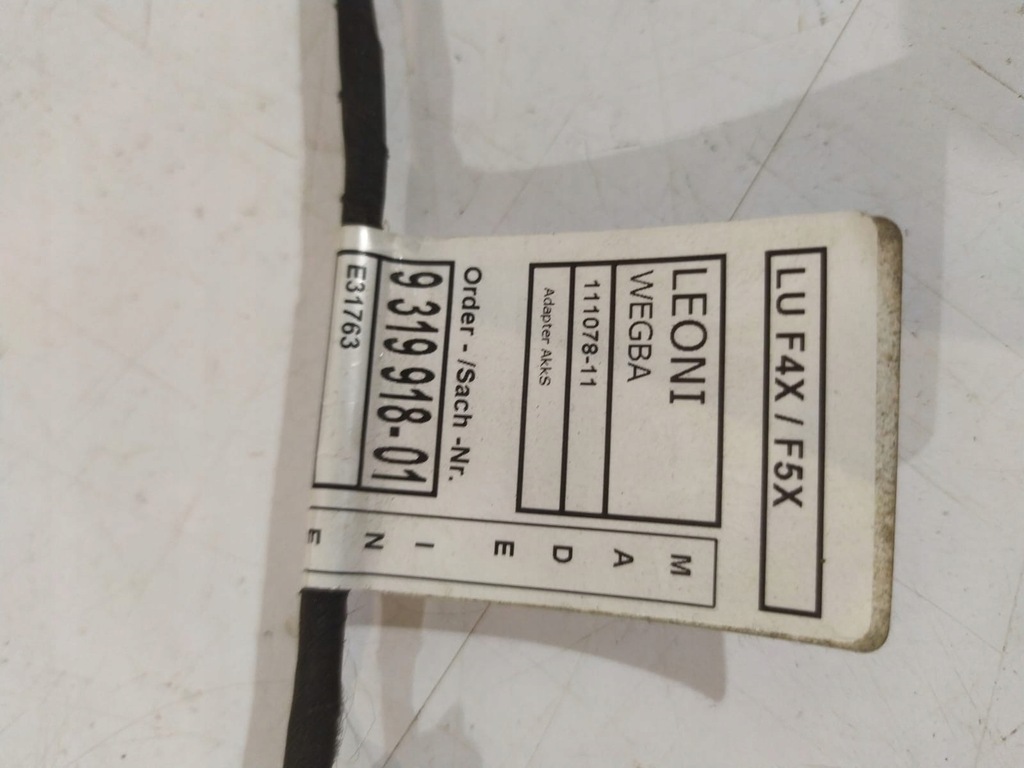 LU F4X / F5X
LEONI
WEGBA
111078-11
Adapter AkkS
Order - /Sach -Nr.
9 319 918-01
E31763
M A D E I N